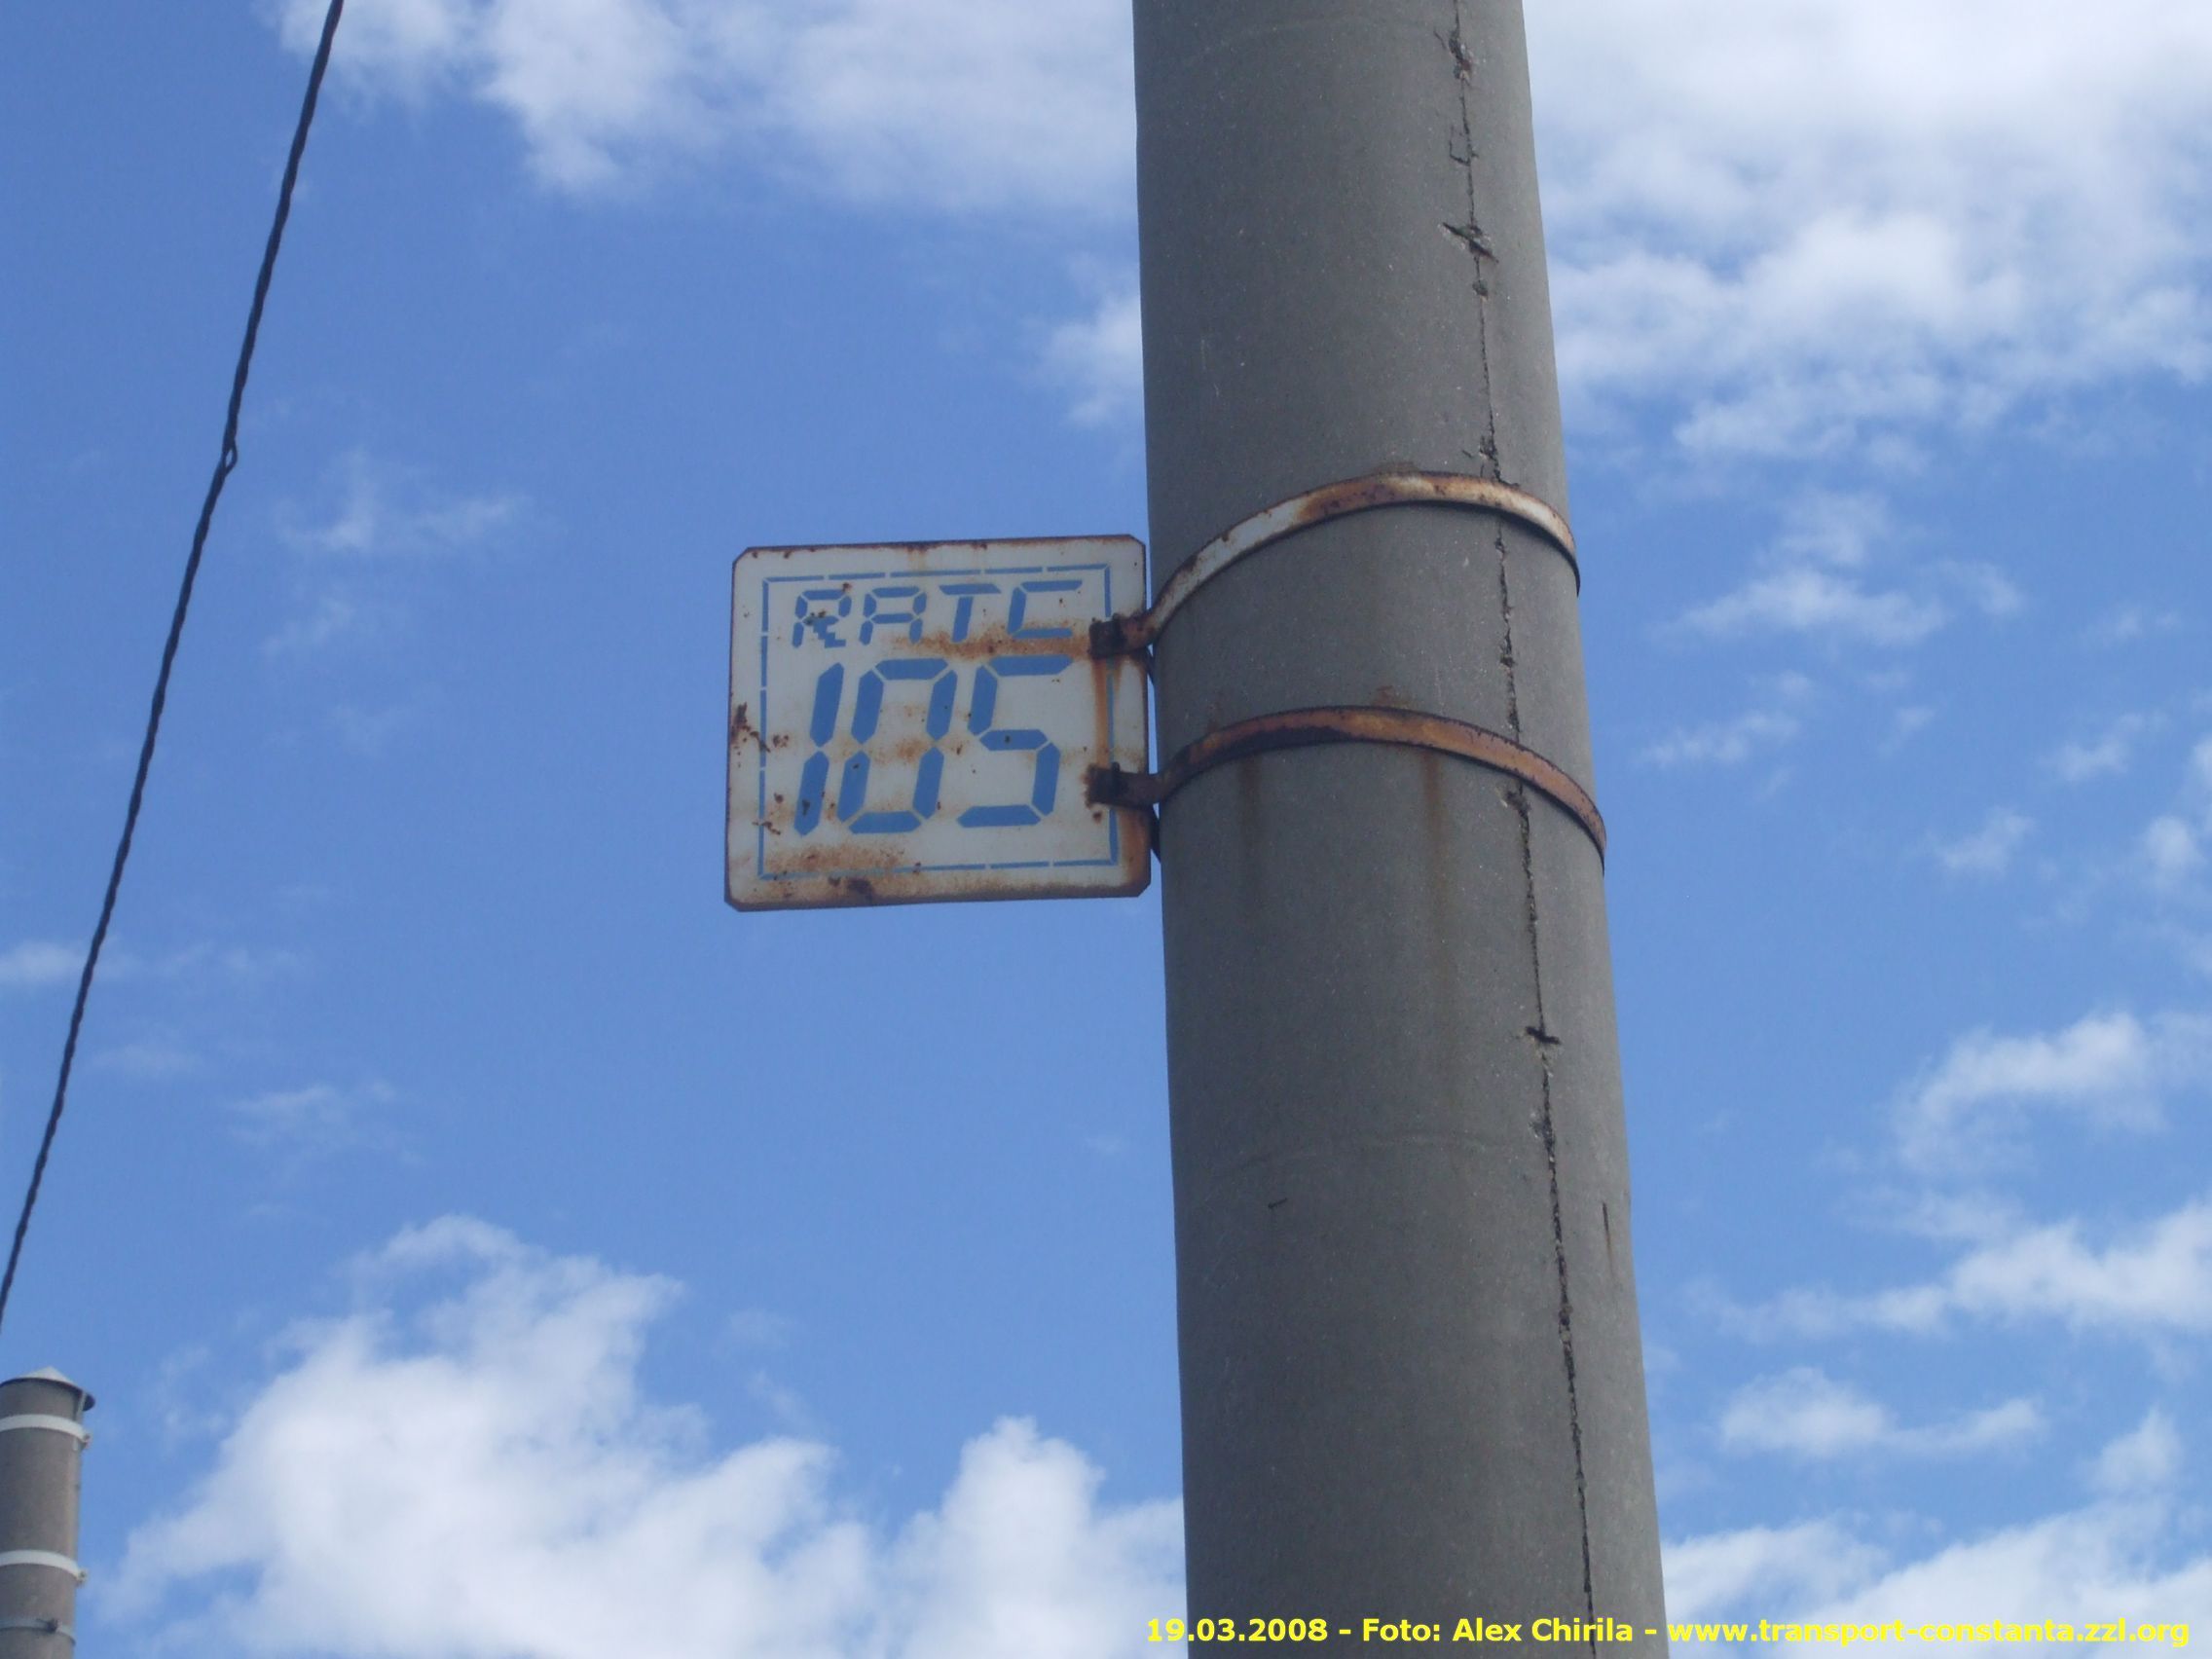 RATC
105
19.03.2008 - Foto: Alex Chirila - www.transport-constanta.zzl.org